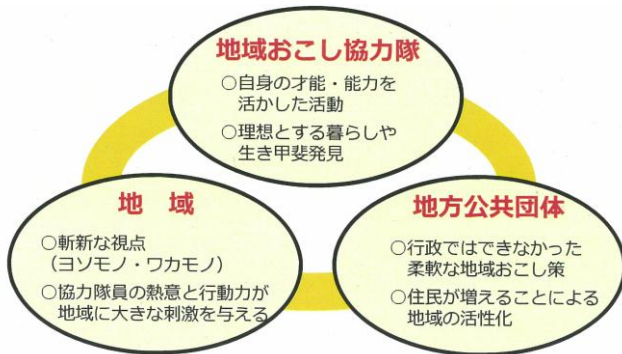 地域おこし協力隊
○自身の才能・能力を
活かした活動
○理想とする暮らしや
生き甲斐発見
地 域
○斬新な視点
（ヨソモノ・ワカモノ）
○協力隊員の熱意と行動力が
地域に大きな刺激を与える
地方公共団体
○行政ではできなかった
柔軟な地域おこし策
○住民が増えることによる
地域の活性化